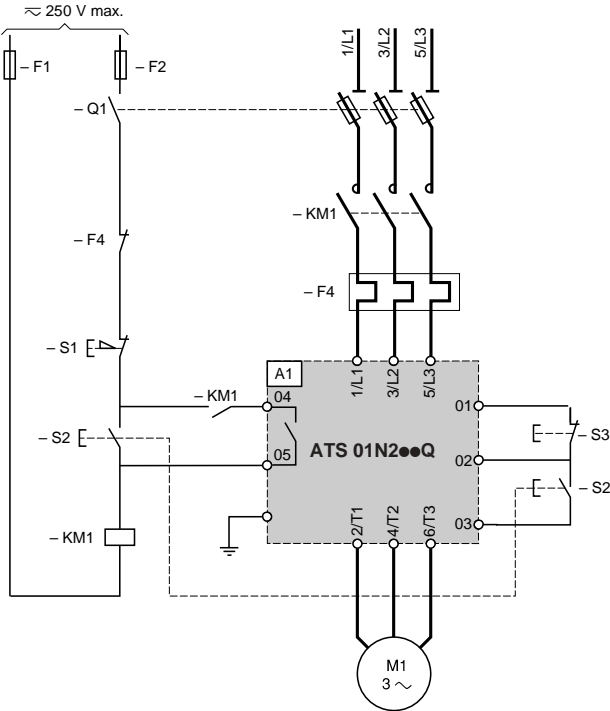 ≂ 250 V max.
– F1
– F2
– Q1
1/L1
3/L2
5/L3
– KM1
– F4
– F4
– S1
A1
1/L1
3/L2
5/L3
– KM1
04
01
– S3
– S2
05
ATS 01N2●●Q
02
– S2
03
– KM1
2/T1
4/T2
6/T3
M1
3 ~